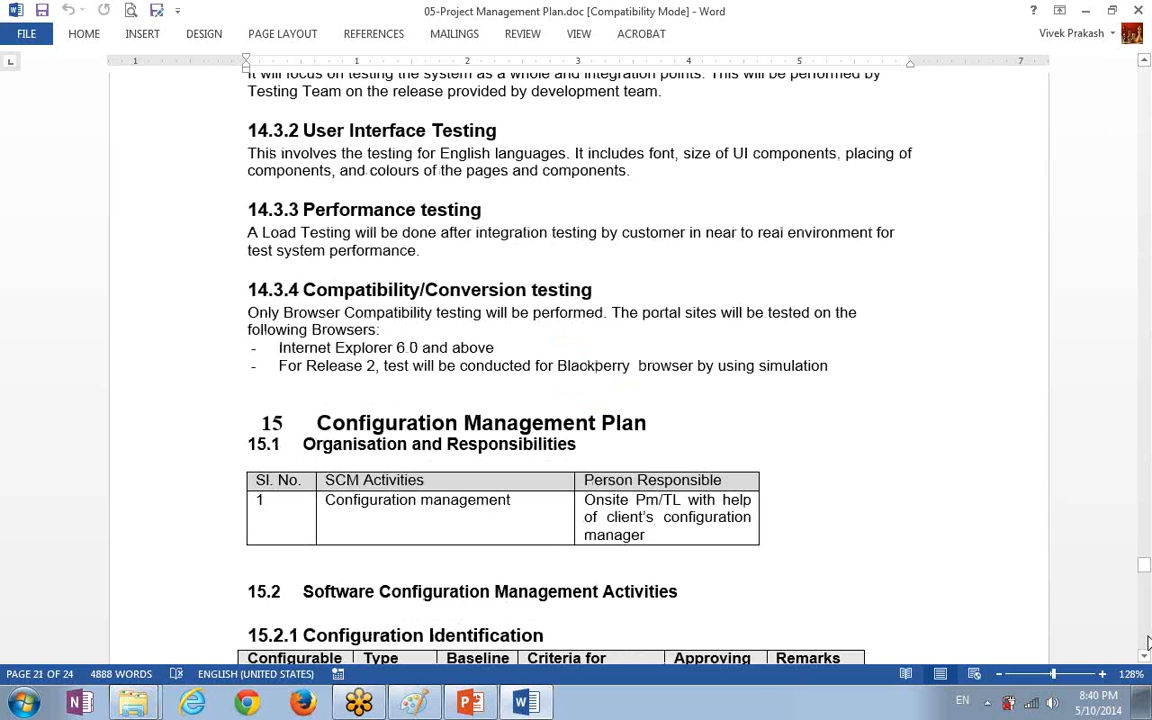 05-Project Management Plan.doc [Compatibility Mode] - Word
FILE HOME INSERT DESIGN PAGE LAYOUT REFERENCES MAILINGS REVIEW VIEW ACROBAT Vivek Prakash
1 1 2 3 4 5 7
It will focus on testing the system as a whole and integration points. This will be performed by
Testing Team on the release provided by development team.
14.3.2 User Interface Testing
This involves the testing for English languages. It includes font, size of UI components, placing of
components, and colours of the pages and components.
14.3.3 Performance testing
A Load Testing will be done after integration testing by customer in near to real environment for
test system performance.
14.3.4 Compatibility/Conversion testing
Only Browser Compatibility testing will be performed. The portal sites will be tested on the
following Browsers:
- Internet Explorer 6.0 and above
- For Release 2, test will be conducted for Blackberry browser by using simulation
15 Configuration Management Plan
15.1 Organisation and Responsibilities
Sl. No. SCM Activities Person Responsible
1 Configuration management Onsite Pm/TL with help
of client's configuration
manager
15.2 Software Configuration Management Activities
15.2.1 Configuration Identification
Configurable Type Baseline Criteria for Approving Remarks
PAGE 21 OF 24 4888 WORDS ENGLISH (UNITED STATES) 128%
EN 8:40 PM
5/10/2014